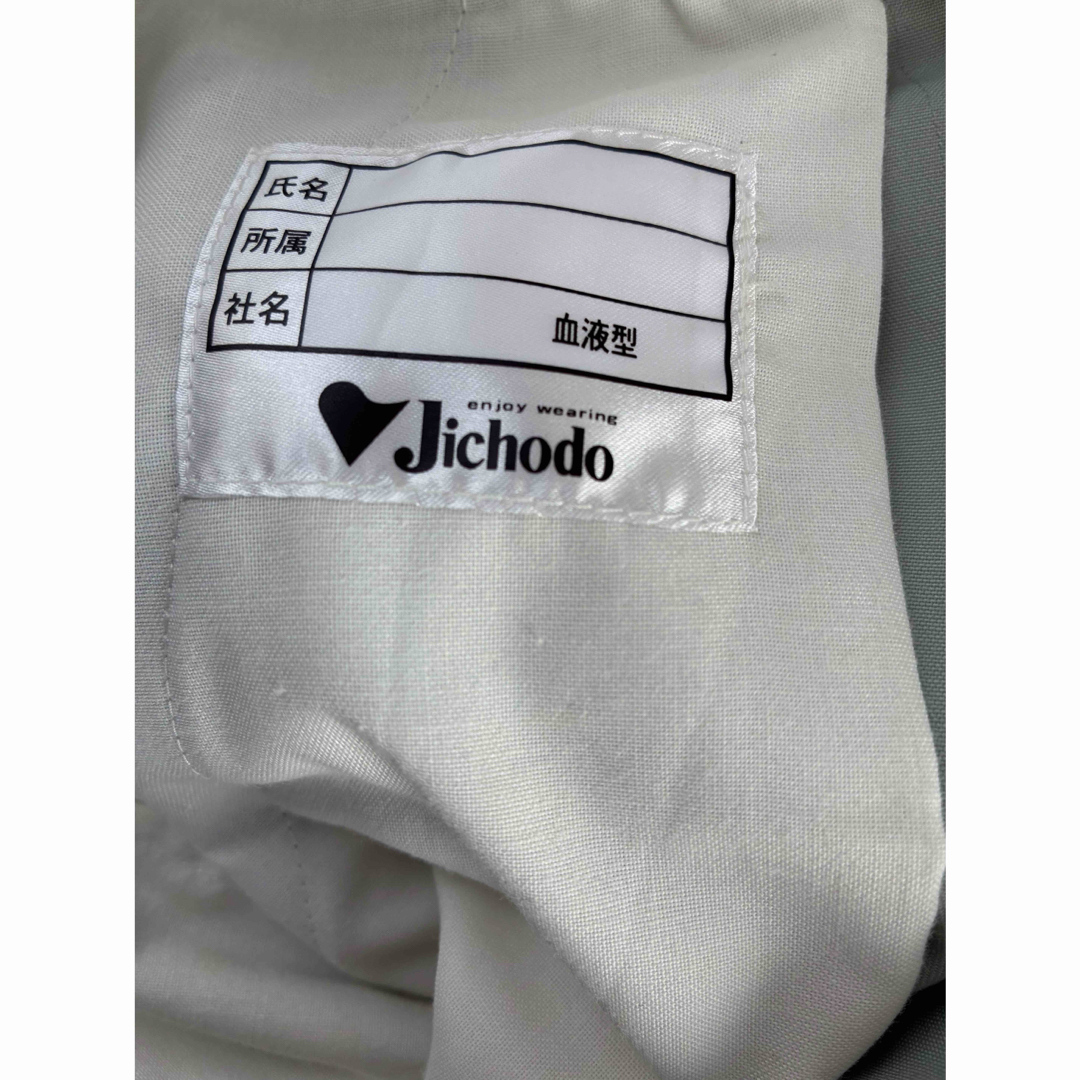 氏名
所属
社名
血液型
enjoy wearing
Jichodo